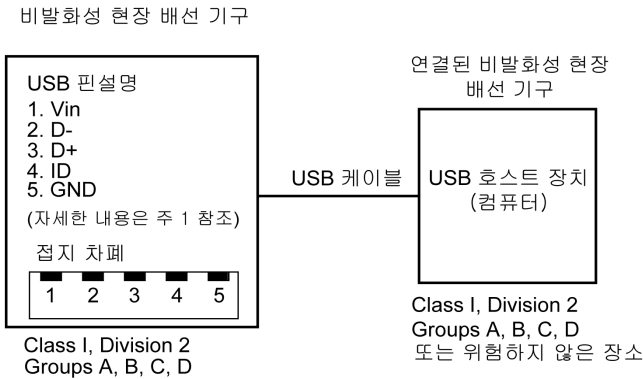 비발화성 현장 배선 기구
USB 핀설명
1. Vin
2. D-
3. D+
4. ID
5. GND
(자세한 내용은 주 1 참조)
접지 차폐
1 2 3 4 5
Class I, Division 2
Groups A, B, C, D
USB 케이블
연결된 비발화성 현장
배선 기구
USB 호스트 장치
(컴퓨터)
Class I, Division 2
Groups A, B, C, D
또는 위험하지 않은 장소